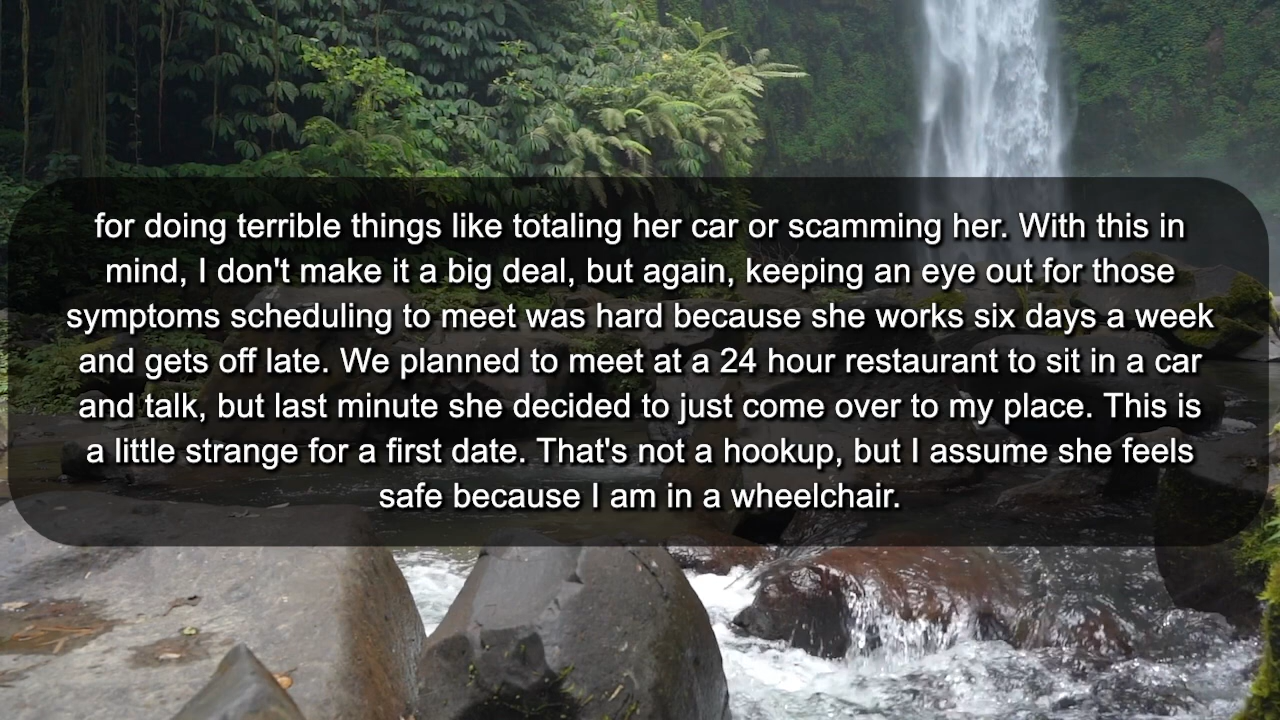 for doing terrible things like totaling her car or scamming her. With this in
mind, I don't make it a big deal, but again, keeping an eye out for those
symptoms scheduling to meet was hard because she works six days a week
and gets off late. We planned to meet at a 24 hour restaurant to sit in a car
and talk, but last minute she decided to just come over to my place. This is
a little strange for a first date. That's not a hookup, but I assume she feels
safe because I am in a wheelchair.